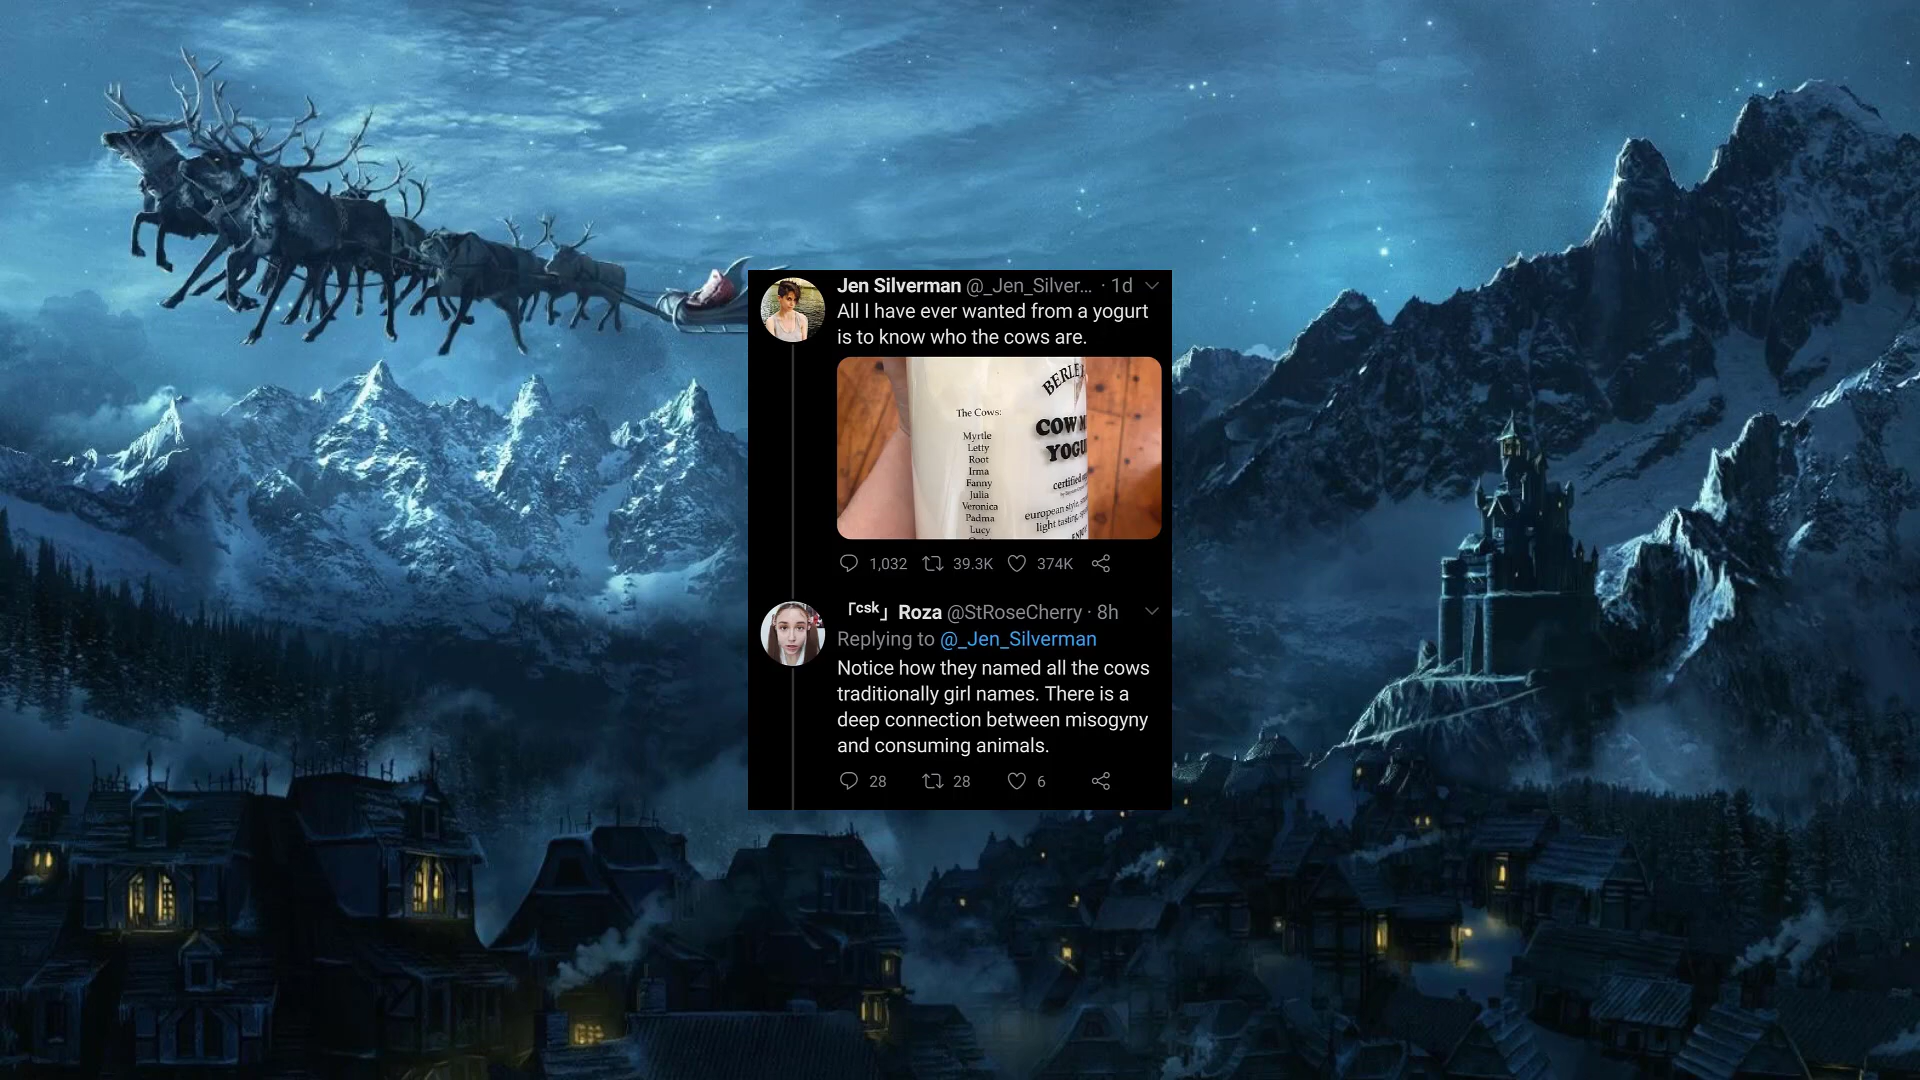 Jen Silverman @_Jen_Silver... · 1d
All I have ever wanted from a yogurt
is to know who the cows are.
The Cows:
Myrtle
Letty
Root
Irma
Fanny
Julia
Veronica
Padma
Lucy
COW
certified
european style,
light tasting,
1,032 39.3K 374K
「csk」 Roza @StRoseCherry · 8h
Replying to @_Jen_Silverman
Notice how they named all the cows
traditionally girl names. There is a
deep connection between misogyny
and consuming animals.
28 28 6